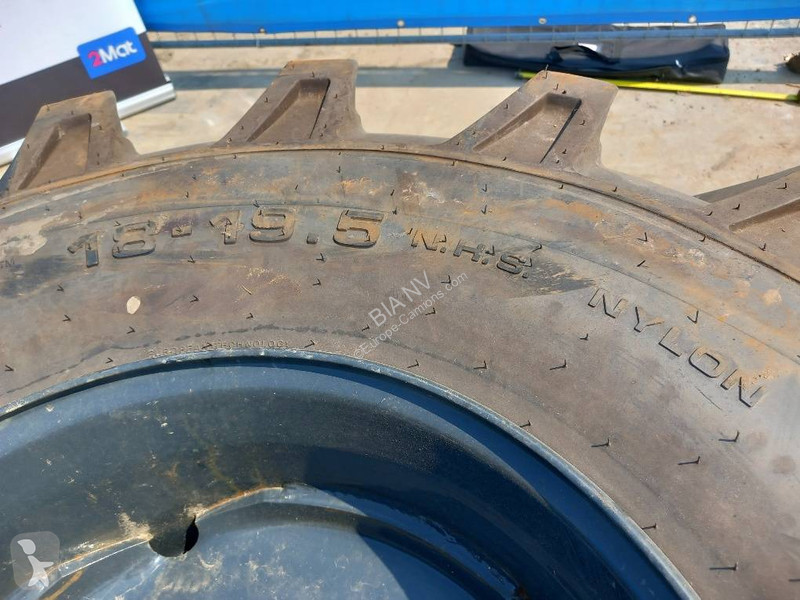 2Mat
18-19.5 N.H.S.
NYLON
BIA NV
©Europe-Camions.com